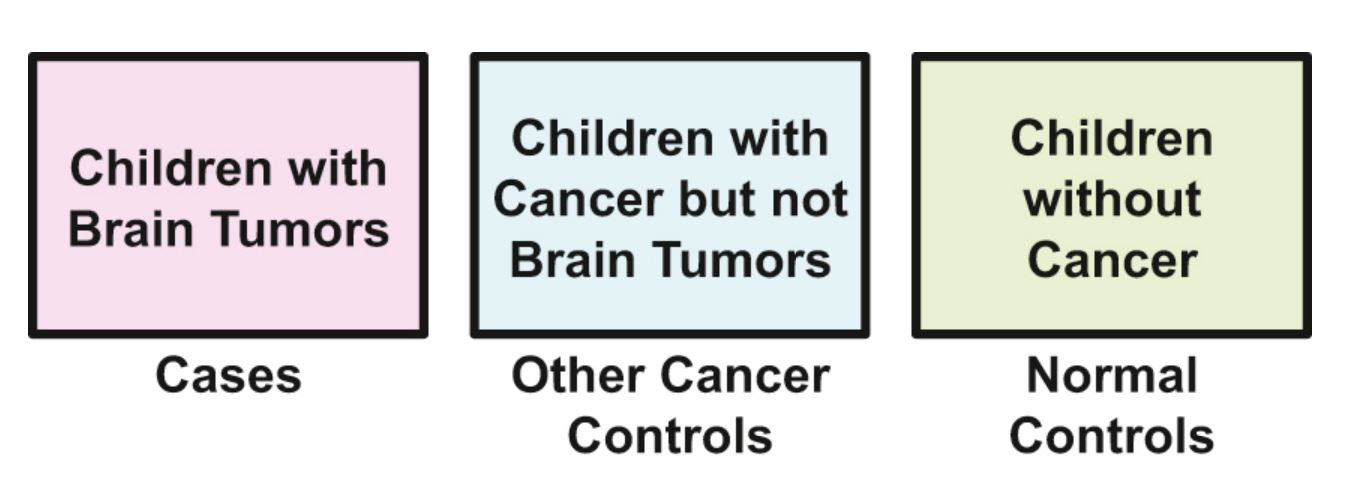 Children with
Brain Tumors
Cases
Children with
Cancer but not
Brain Tumors
Other Cancer
Controls
Children
without
Cancer
Normal
Controls